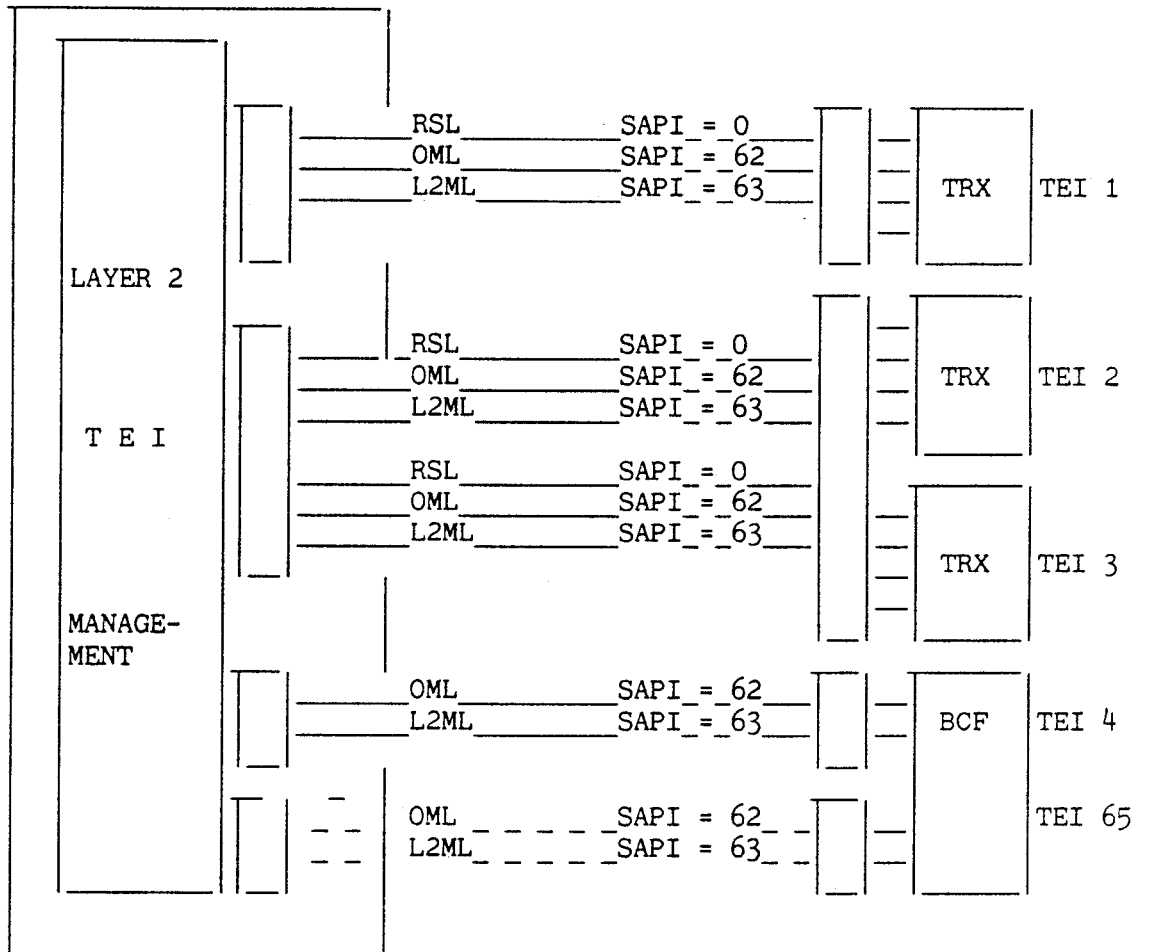 RSL SAPI = 0
OML SAPI = 62
L2ML SAPI = 63
TRX TEI 1
LAYER 2
RSL SAPI = 0
OML SAPI = 62
L2ML SAPI = 63
TRX TEI 2
T E I
RSL SAPI = 0
OML SAPI = 62
L2ML SAPI = 63
TRX TEI 3
MANAGE-
MENT
OML SAPI = 62
L2ML SAPI = 63
BCF TEI 4
OML SAPI = 62
L2ML SAPI = 63
TEI 65